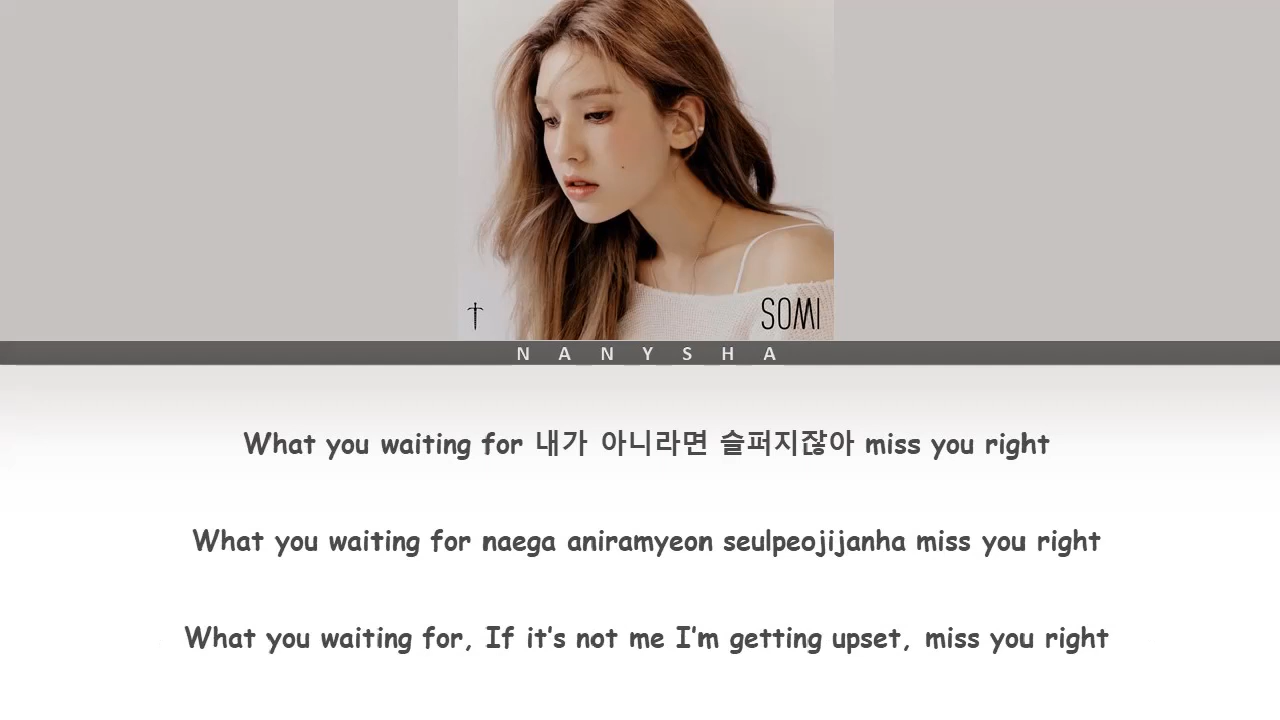 SOMI
N A N Y S H A
What you waiting for 내가 아니라면 슬퍼지잖아 miss you right
What you waiting for naega aniramyeon seulpeojijanha miss you right
What you waiting for, If it's not me I'm getting upset, miss you right